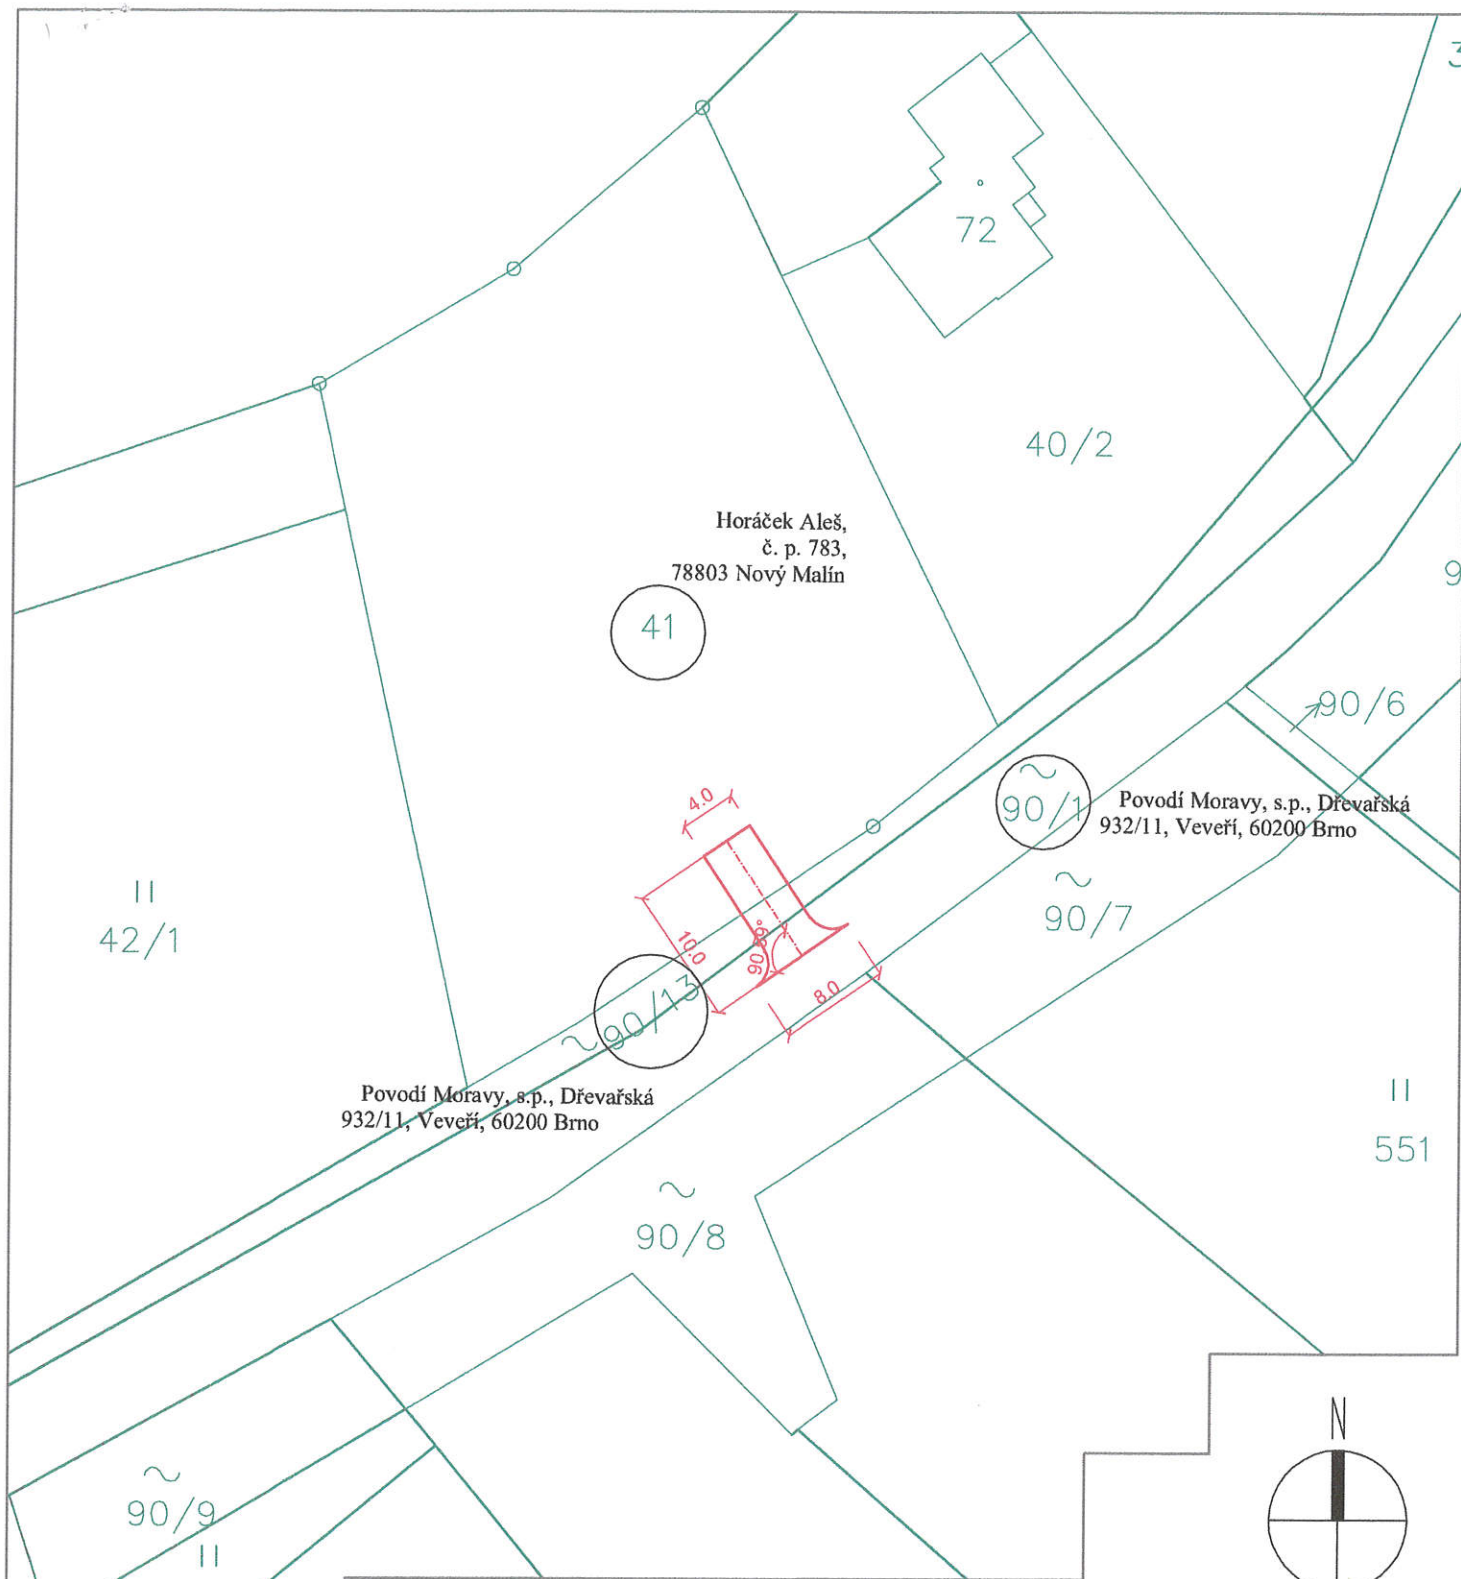 72
40/2
Horáček Aleš,
č. p. 783,
78803 Nový Malín
41
90/6
4.0
90/1
Povodí Moravy, s.p., Dřevařská
932/11, Veveří, 60200 Brno
II
42/1
90/7
10.0
8.0
90/13
Povodí Moravy, s.p., Dřevařská
932/11, Veveří, 60200 Brno
II
551
90/8
N
90/9
II